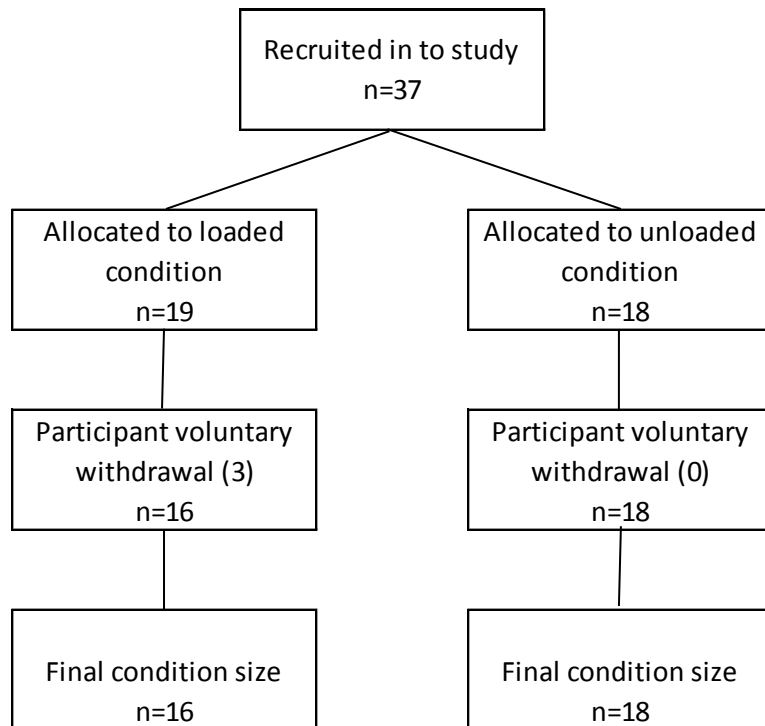 Recruited in to study
n=37
Allocated to loaded
condition
n=19
Allocated to unloaded
condition
n=18
Participant voluntary
withdrawal (3)
n=16
Participant voluntary
withdrawal (0)
n=18
Final condition size
n=16
Final condition size
n=18